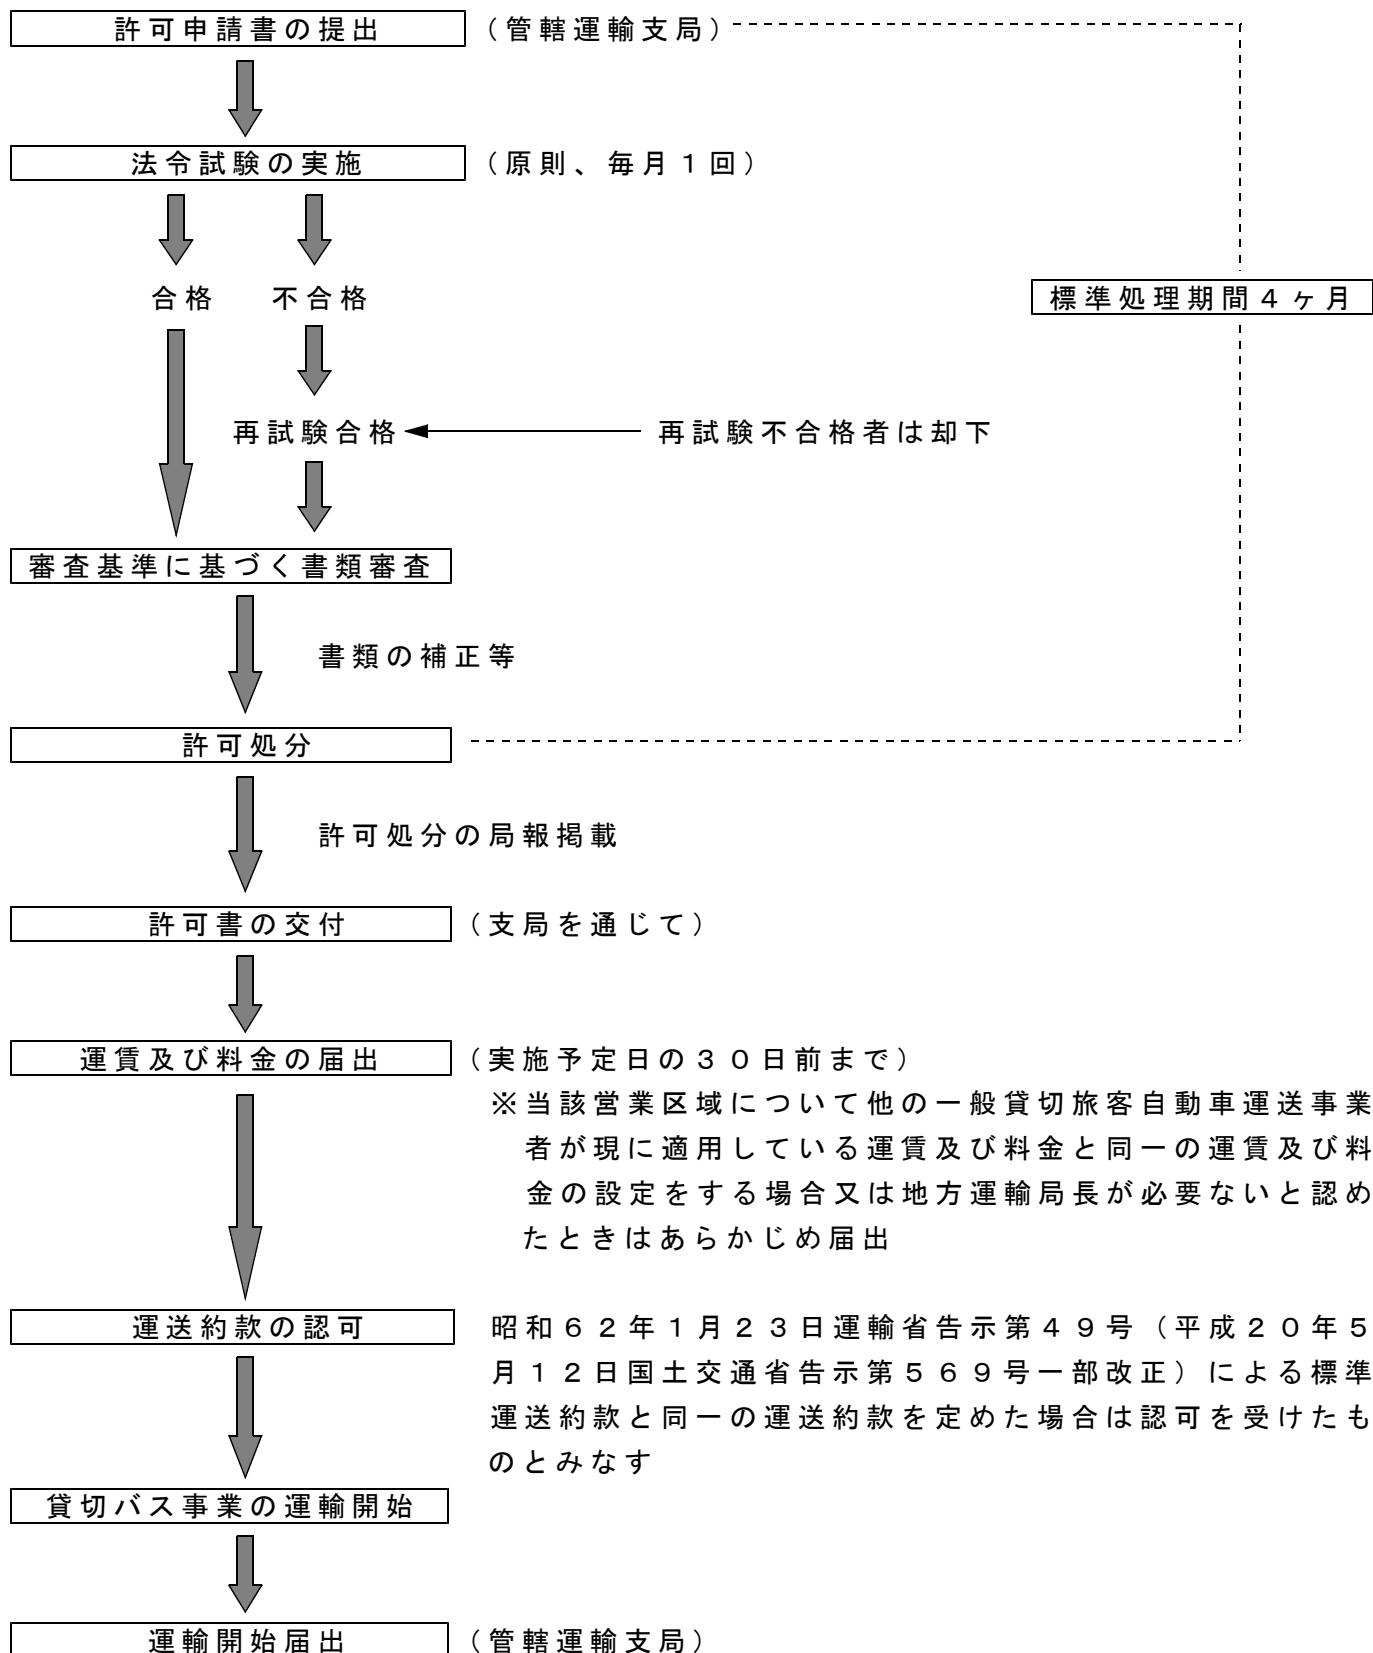 許可申請書の提出 （管轄運輸支局）
法令試験の実施 （原則、毎月１回）
合格 不合格
標準処理期間４ヶ月
再試験合格 再試験不合格者は却下
審査基準に基づく書類審査
書類の補正等
許可処分
許可処分の局報掲載
許可書の交付 （支局を通じて）
運賃及び料金の届出 （実施予定日の３０日前まで）
※当該営業区域について他の一般貸切旅客自動車運送事業
者が現に適用している運賃及び料金と同一の運賃及び料
金の設定をする場合又は地方運輸局長が必要ないと認め
たときはあらかじめ届出
運送約款の認可 昭和６２年１月２３日運輸省告示第４９号（平成２０年５
月１２日国土交通省告示第５６９号一部改正）による標準
運送約款と同一の運送約款を定めた場合は認可を受けたも
のとみなす
貸切バス事業の運輸開始
運輸開始届出 （管轄運輸支局）